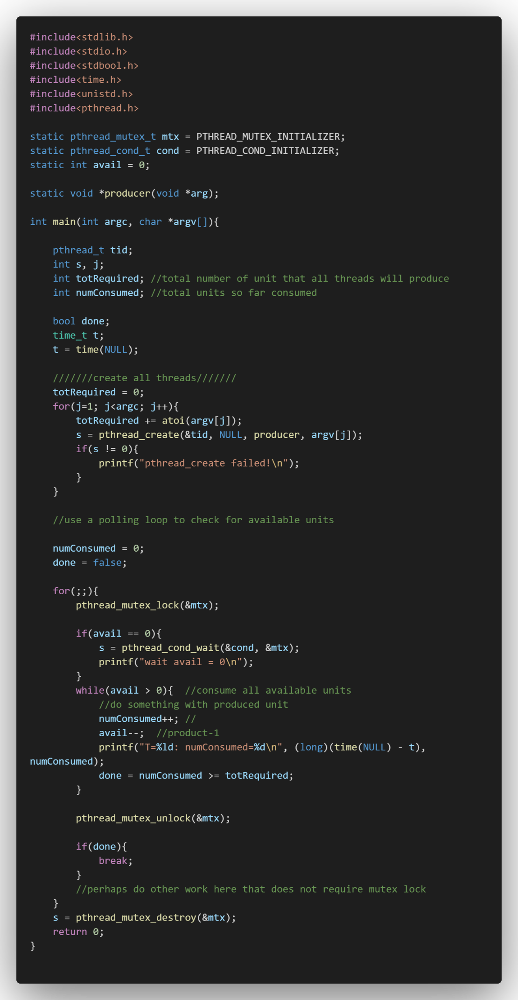 #include<stdlib.h>
#include<stdio.h>
#include<stdbool.h>
#include<time.h>
#include<unistd.h>
#include<pthread.h>

static pthread_mutex_t mtx = PTHREAD_MUTEX_INITIALIZER;
static pthread_cond_t cond = PTHREAD_COND_INITIALIZER;
static int avail = 0;

static void *producer(void *arg);

int main(int argc, char *argv[]){

    pthread_t tid;
    int s, j;
    int totRequired; //total number of unit that all threads will produce
    int numConsumed; //total units so far consumed

    bool done;
    time_t t;
    t = time(NULL);

    ///////create all threads///////
    totRequired = 0;
    for(j=1; j<argc; j++){
        totRequired += atoi(argv[j]);
        s = pthread_create(&tid, NULL, producer, argv[j]);
        if(s != 0){
            printf("pthread_create failed!\n");
        }
    }

    //use a polling loop to check for available units

    numConsumed = 0;
    done = false;

    for(;;){
        pthread_mutex_lock(&mtx);

        if(avail == 0){
            s = pthread_cond_wait(&cond, &mtx);
            printf("wait avail = 0\n");
        }
        while(avail > 0){  //consume all available units
            //do something with produced unit
            numConsumed++; //
            avail--;  //product-1
            printf("T=%ld: numConsumed=%d\n", (long)(time(NULL) - t),
numConsumed);
            done = numConsumed >= totRequired;
        }

        pthread_mutex_unlock(&mtx);

        if(done){
            break;
        }
        //perhaps do other work here that does not require mutex lock
    }
    s = pthread_mutex_destroy(&mtx);
    return 0;
}